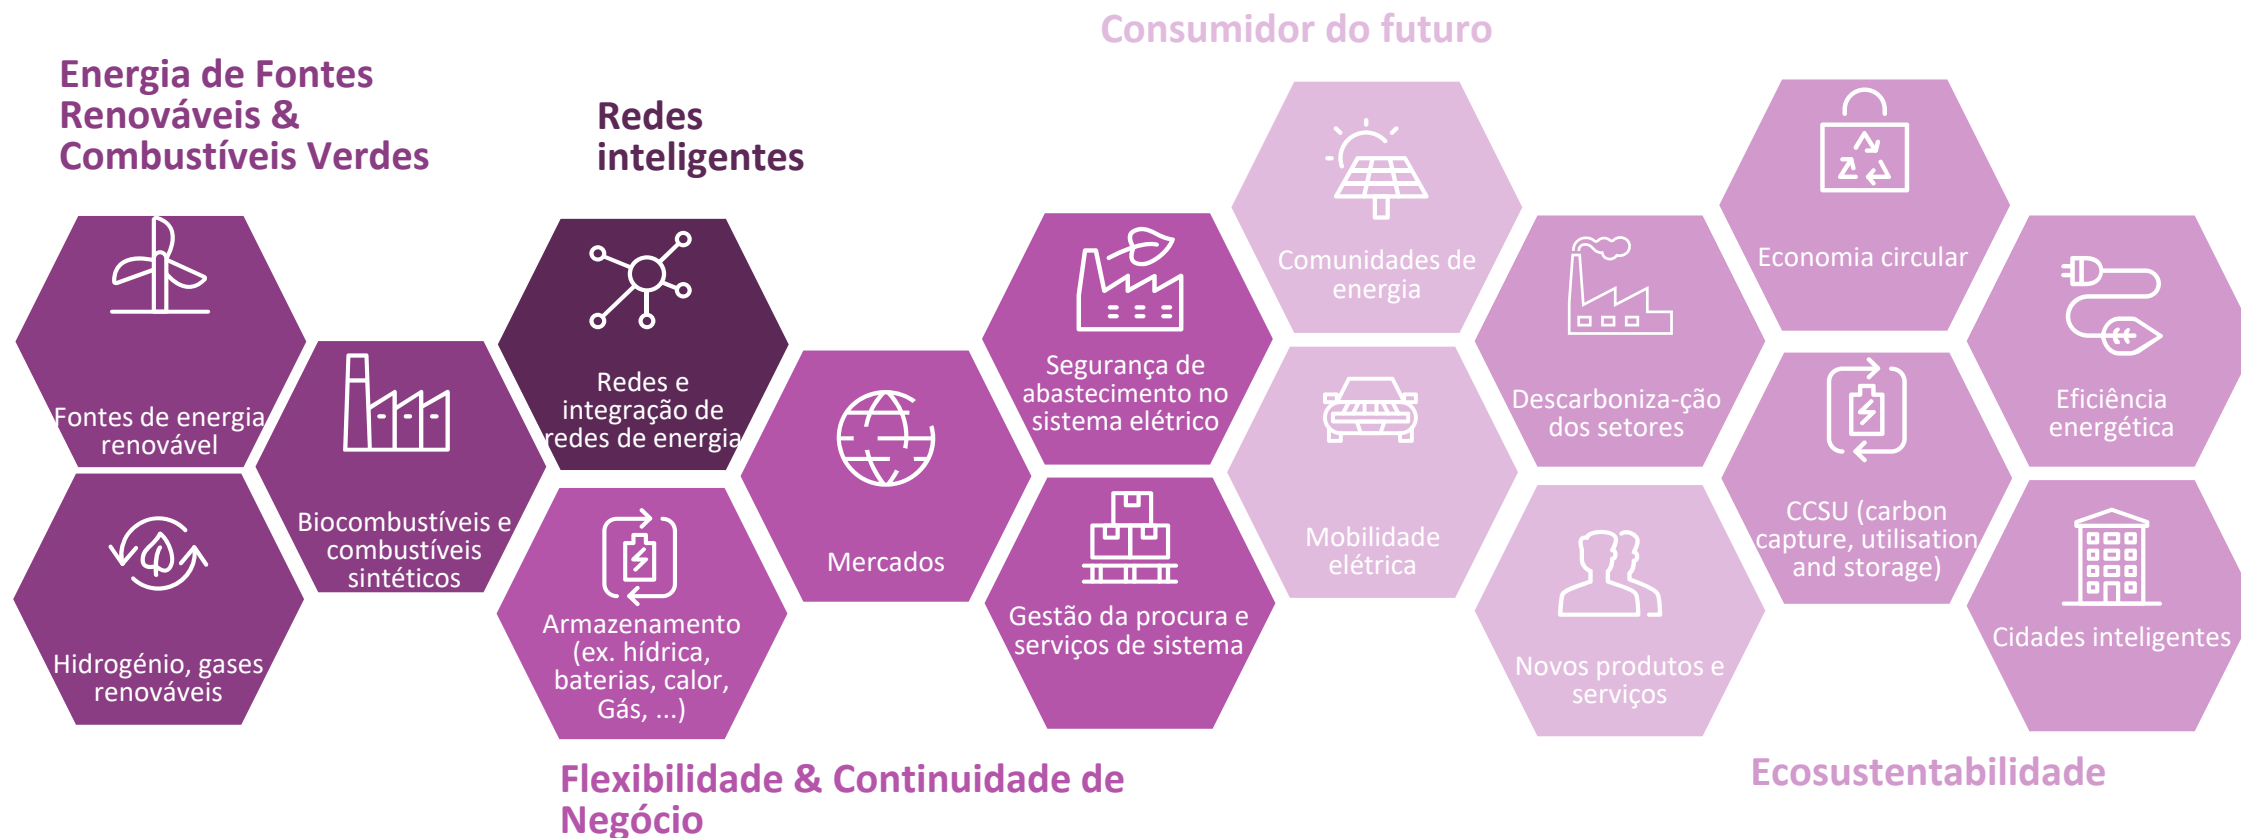 Consumidor do futuro
Energia de Fontes
Renováveis &
Combustíveis Verdes
Redes
inteligentes
Fontes de energia
renovável
Hidrogénio, gases
renováveis
Biocombustíveis e
combustíveis
sintéticos
Redes e
integração de
redes de energia
Armazenamento
(ex. hídrica,
baterias, calor,
Gás, ...)
Mercados
Segurança de
abastecimento no
sistema elétrico
Gestão da procura e
serviços de sistema
Comunidades de
energia
Mobilidade
elétrica
Descarboniza-ção
dos setores
Novos produtos e
serviços
Economia circular
CCSU (carbon
capture, utilisation
and storage)
Eficiência
energética
Cidades inteligentes
Flexibilidade & Continuidade de
Negócio
Ecosustentabilidade